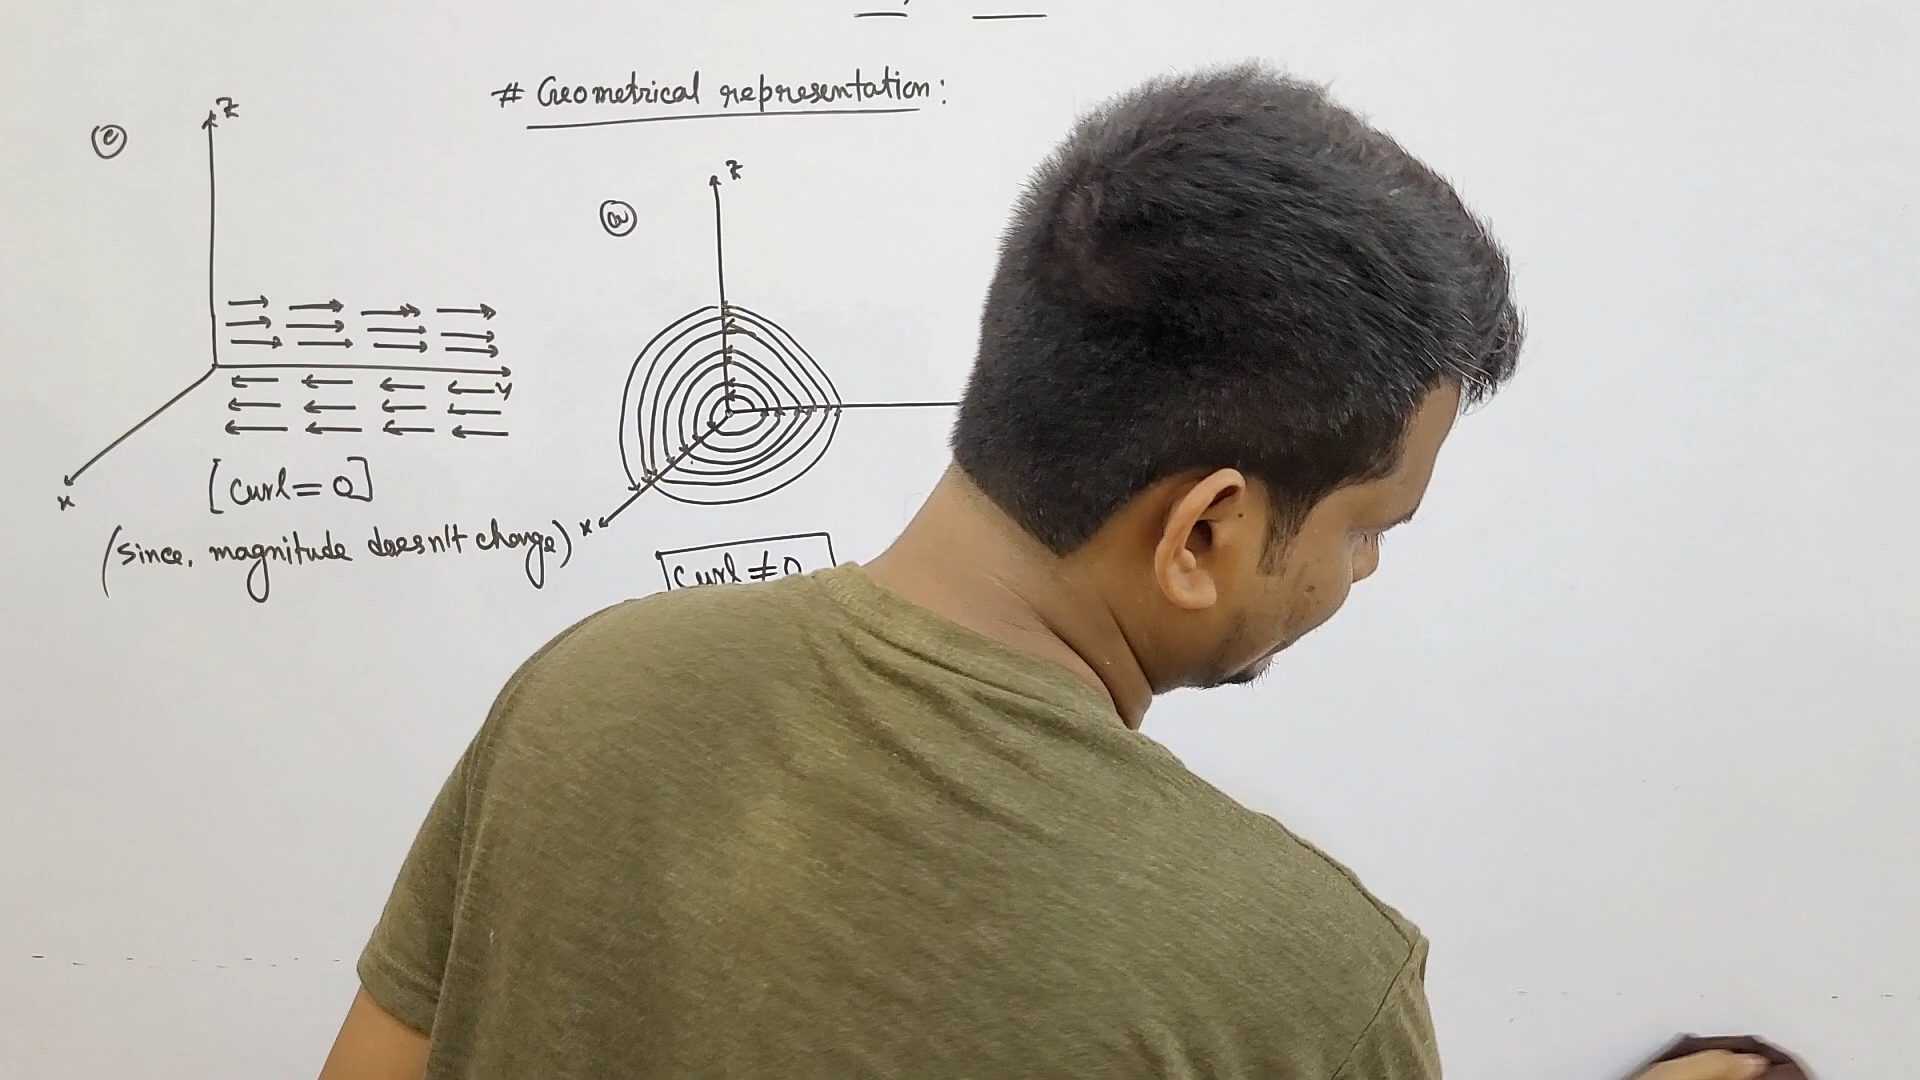 # Geometrical representation:
(c)
z
y
x
[curl = 0]
(since, magnitude doesn't change)
(a)
z
x
curl ≠ 0